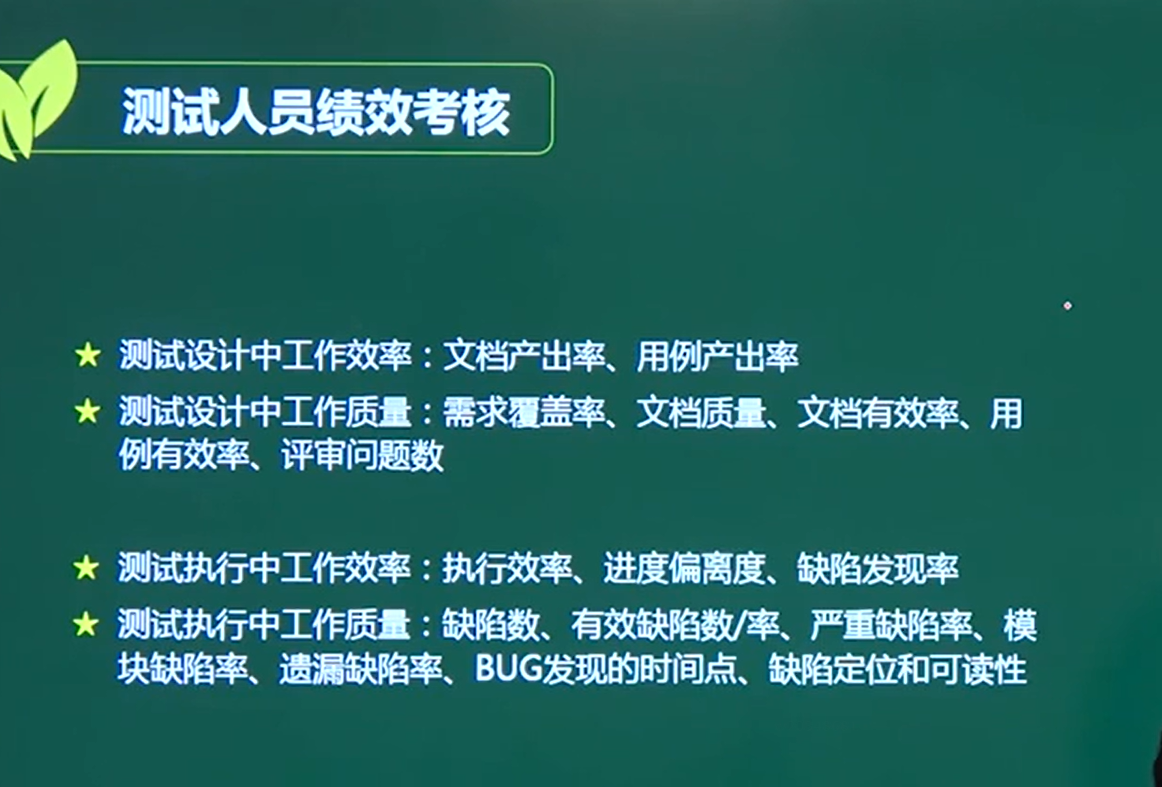 测试人员绩效考核
测试设计中工作效率：文档产出率、用例产出率
测试设计中工作质量：需求覆盖率、文档质量、文档有效率、用
例有效率、评审问题数
测试执行中工作效率：执行效率、进度偏离度、缺陷发现率
测试执行中工作质量：缺陷数、有效缺陷数/率、严重缺陷率、模
块缺陷率、遗漏缺陷率、BUG发现的时间点、缺陷定位和可读性